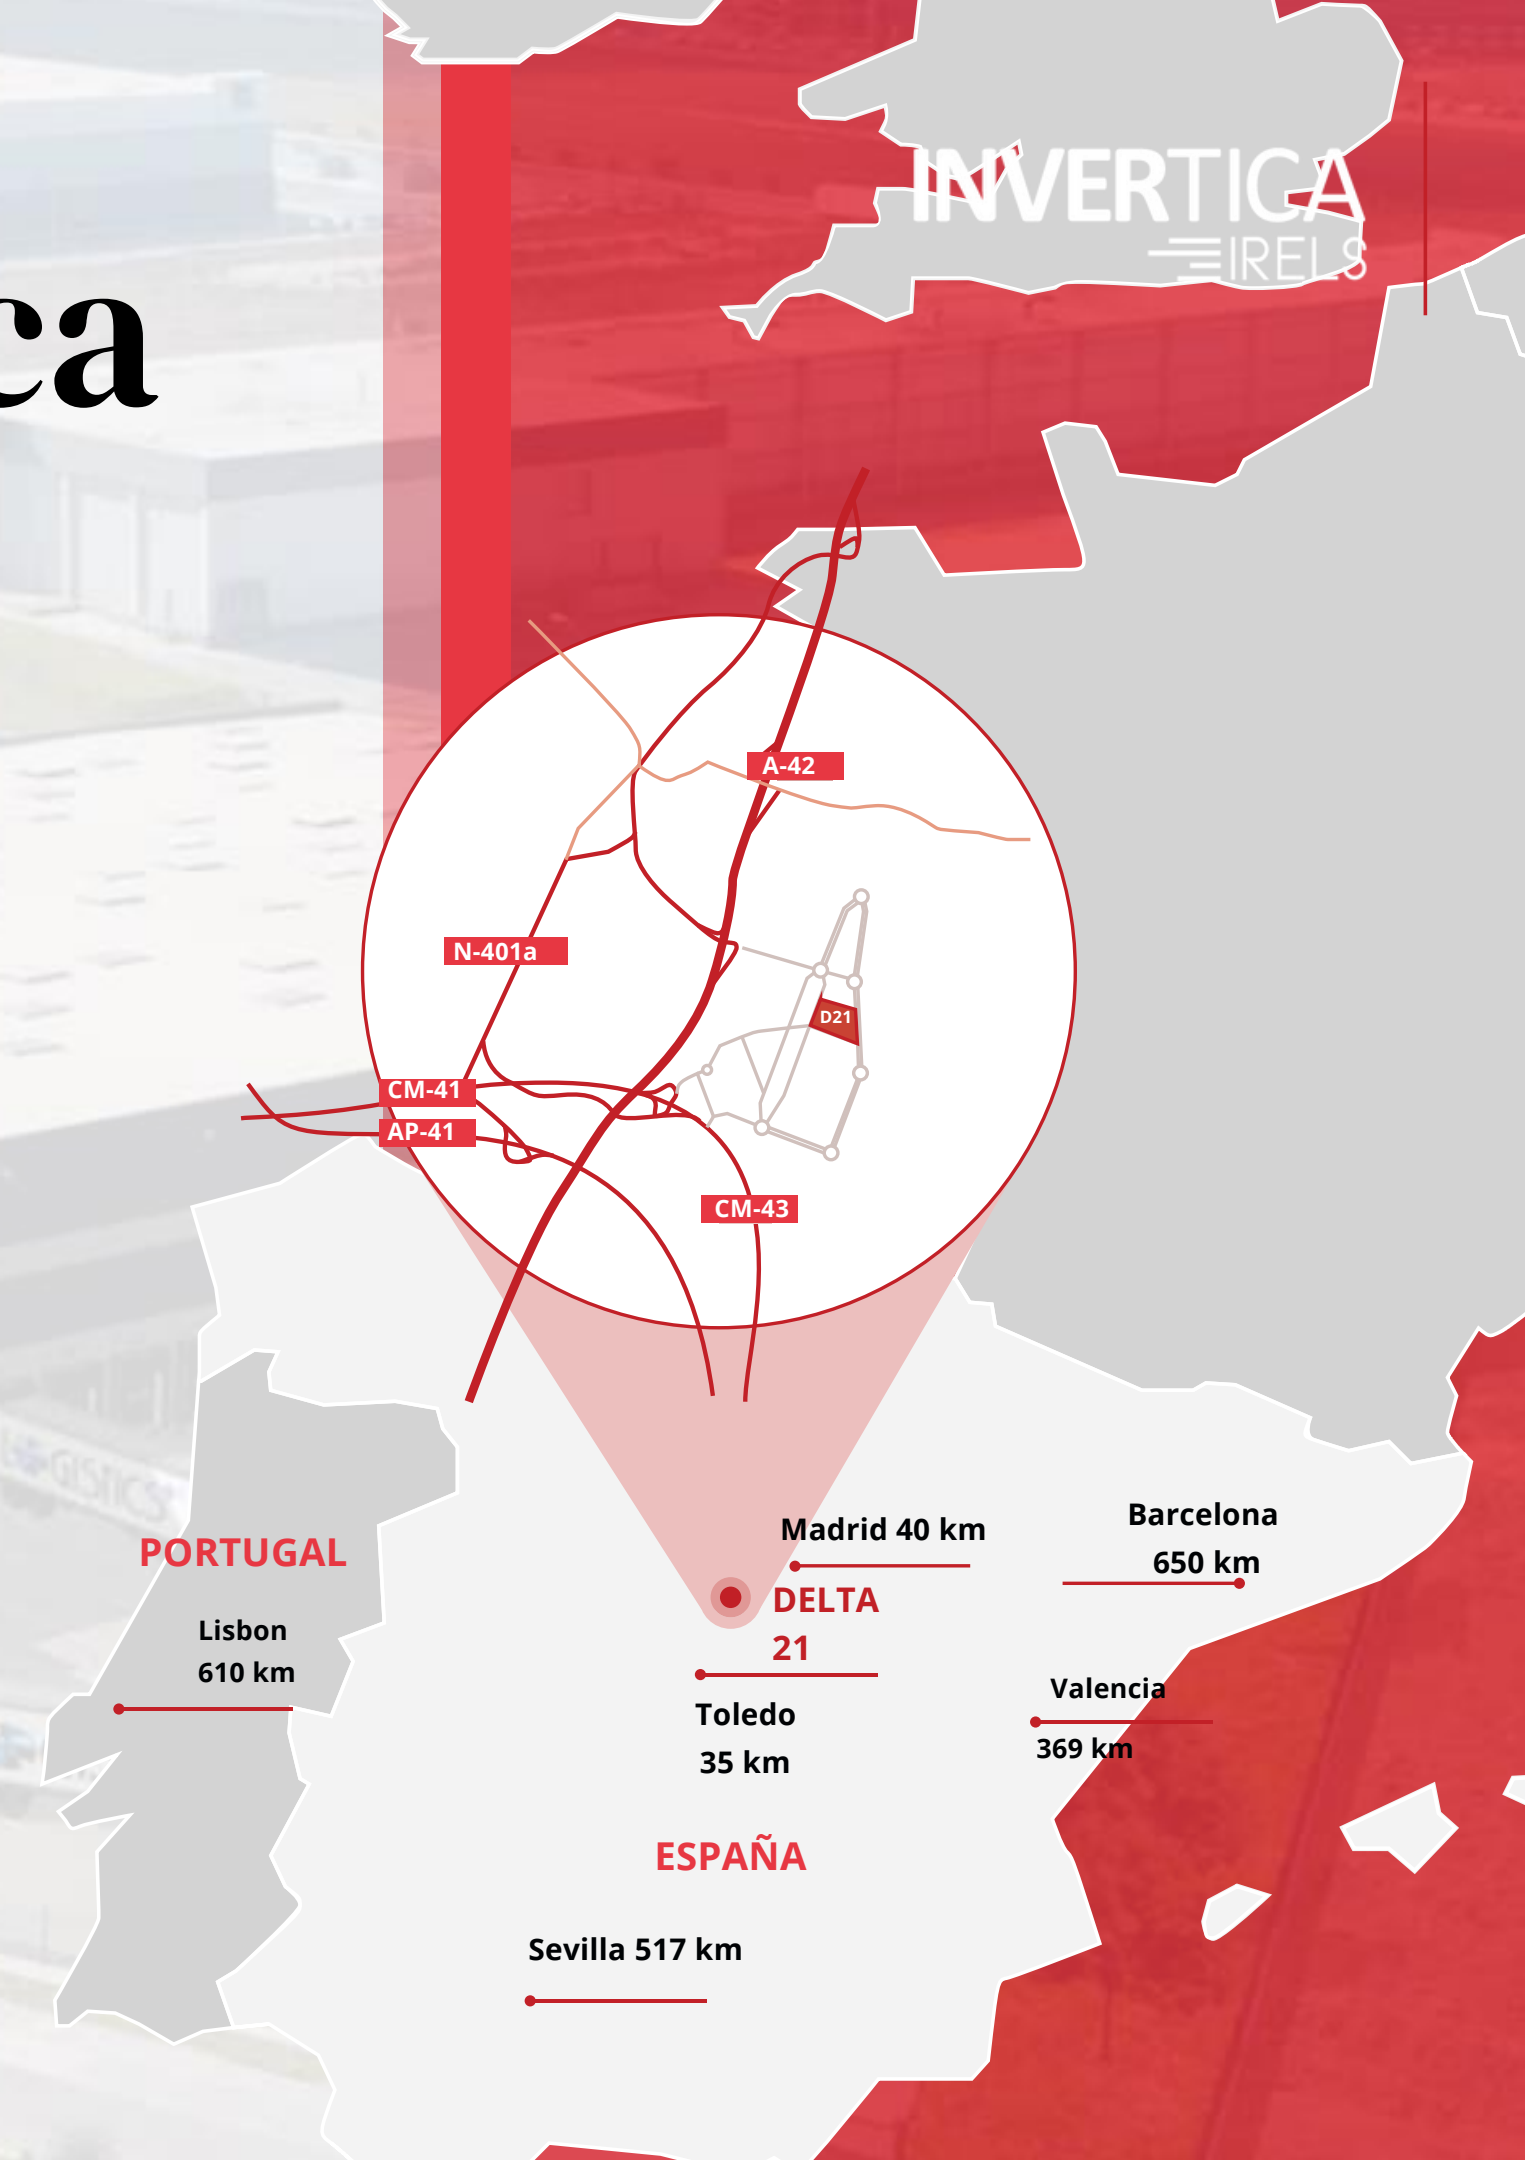 INVERTICA
IRELS
ca
A-42
N-401a
D21
CM-41
AP-41
CM-43
LOGISTICS
Madrid 40 km
Barcelona
650 km
PORTUGAL
DELTA
21
Lisbon
610 km
Toledo
35 km
Valencia
369 km
ESPAÑA
Sevilla 517 km